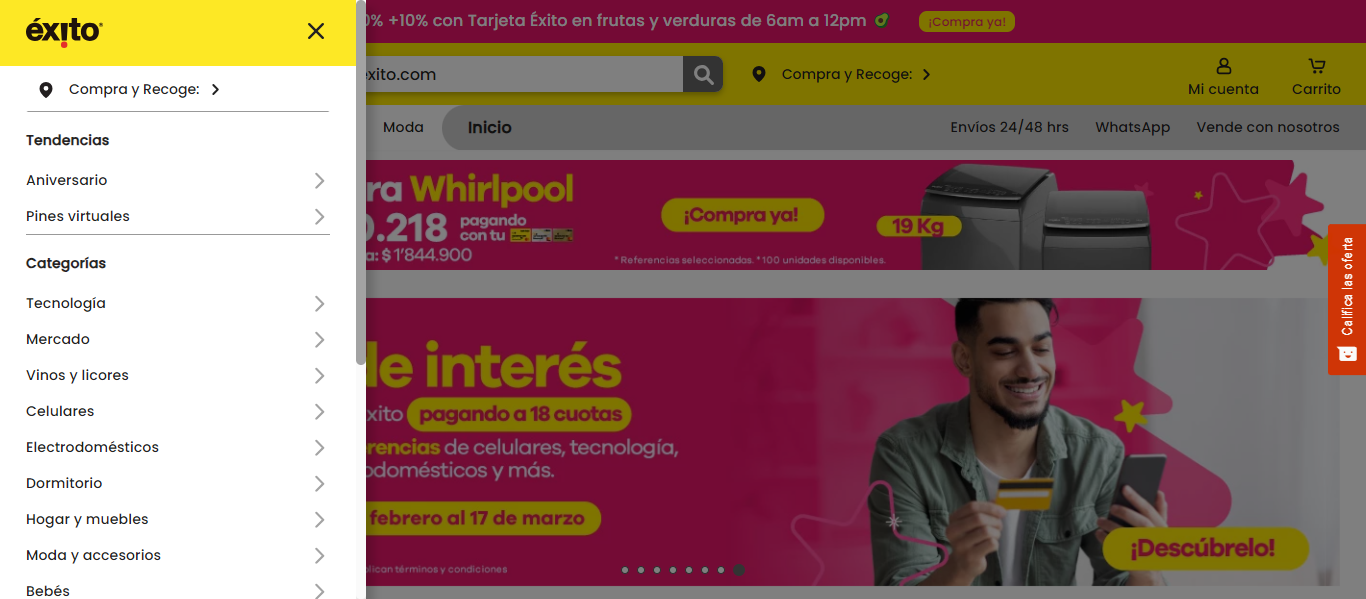 éxito
Compra y Recoge:
Tendencias
Aniversario
Pines virtuales
Categorías
Tecnología
Mercado
Vinos y licores
Celulares
Electrodomésticos
Dormitorio
Hogar y muebles
Moda y accesorios
Bebés
0% +10% con Tarjeta Éxito en frutas y verduras de 6am a 12pm
¡Compra ya!
exito.com
Compra y Recoge:
Mi cuenta
Carrito
Moda
Inicio
Envíos 24/48 hrs
WhatsApp
Vende con nosotros
ra Whirlpool
0.218
pagando
con tu
a: $1'844.900
¡Compra ya!
19 Kg
* Referencias seleccionadas. *100 unidades disponibles.
de interés
xito pagando a 18 cuotas
rencias de celulares, tecnología,
odomésticos y más.
febrero al 17 de marzo
plican términos y condiciones
¡Descúbrelo!
Califica las oferta